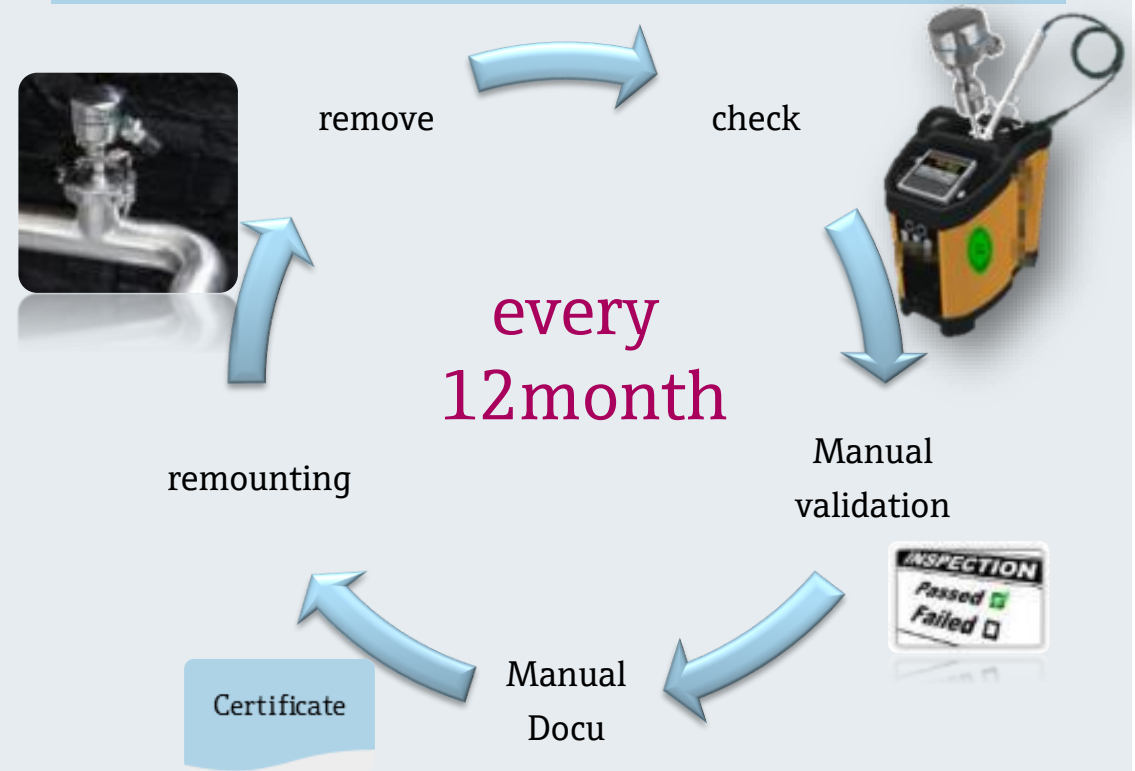 remove
check
every
12month
Manual
validation
remounting
INSPECTION
Passed
Failed
Manual
Docu
Certificate